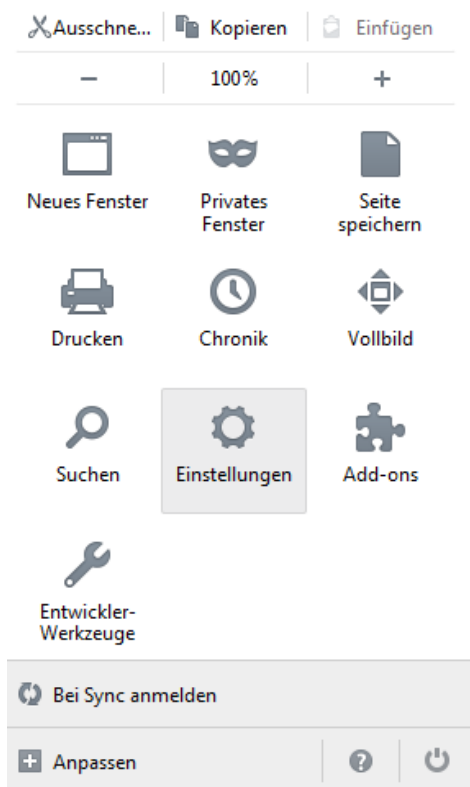 Ausschne... Kopieren Einfügen
− 100% +
Neues Fenster
Privates
Fenster
Seite
speichern
Drucken
Chronik
Vollbild
Suchen
Einstellungen
Add-ons
Entwickler-
Werkzeuge
Bei Sync anmelden
Anpassen ?